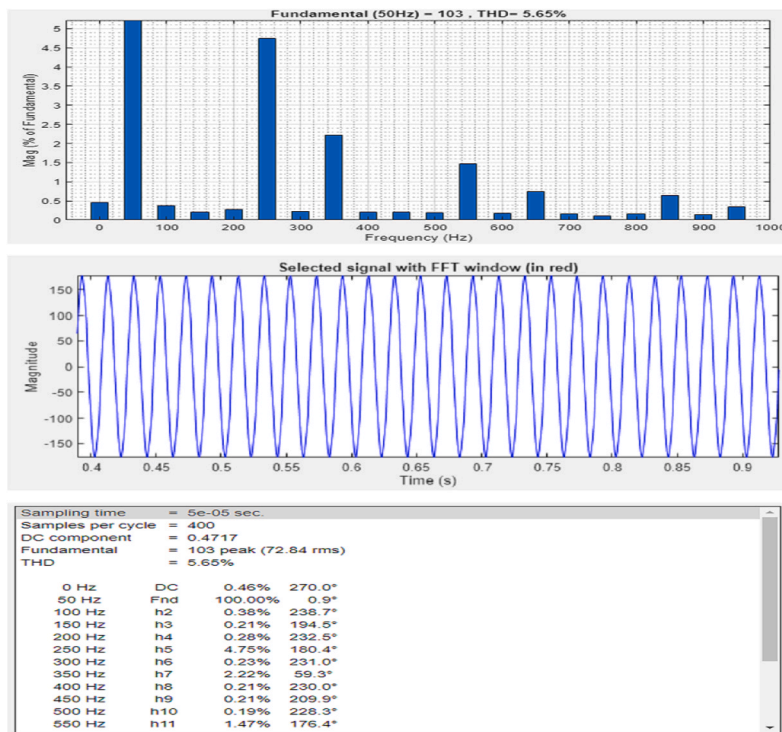 Fundamental (50Hz) = 103 , THD= 5.65%
5
4.5
4
3.5
3
2.5
2
1.5
1
0.5
0
Mag (% of Fundamental)
0 100 200 300 400 500 600 700 800 900 1000
Frequency (Hz)
Selected signal with FFT window (in red)
150
100
50
0
-50
-100
-150
Magnitude
0.4 0.45 0.5 0.55 0.6 0.65 0.7 0.75 0.8 0.85 0.9
Time (s)
Sampling time = 5e-05 sec.
Samples per cycle = 400
DC component = 0.4717
Fundamental = 103 peak (72.84 rms)
THD = 5.65%
0 Hz DC 0.46% 270.0°
50 Hz Fnd 100.00% 0.9°
100 Hz h2 0.38% 238.7°
150 Hz h3 0.21% 194.5°
200 Hz h4 0.28% 232.5°
250 Hz h5 4.75% 180.4°
300 Hz h6 0.23% 231.0°
350 Hz h7 2.22% 59.3°
400 Hz h8 0.21% 230.0°
450 Hz h9 0.21% 209.9°
500 Hz h10 0.19% 228.3°
550 Hz h11 1.47% 176.4°